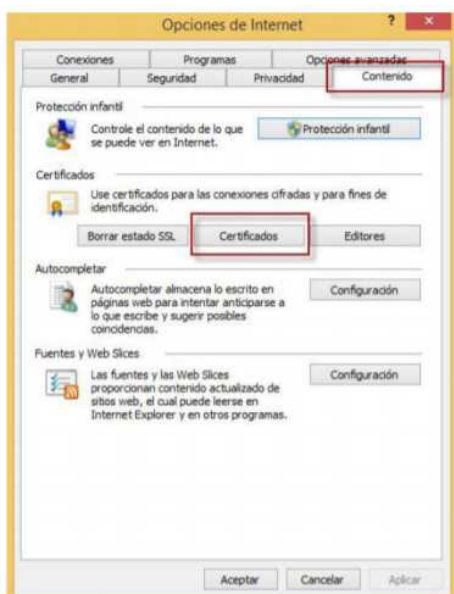 Opciones de Internet
?
Conexiones Programas Opciones avanzadas
General Seguridad Privacidad Contenido
Protección infantil
Controle el contenido de lo que
se puede ver en Internet.
Protección infantil
Certificados
Use certificados para las conexiones cifradas y para fines de
identificación.
Borrar estado SSL Certificados Editores
Autocompletar
Autocompletar almacena lo escrito en
páginas web para intentar anticiparse a
lo que escribe y sugerir posibles
coincidencias.
Configuración
Fuentes y Web Slices
Las fuentes y las Web Slices
proporcionan contenido actualizado de
sitios web, el cual puede leerse en
Internet Explorer y en otros programas.
Configuración
Aceptar Cancelar Aplicar